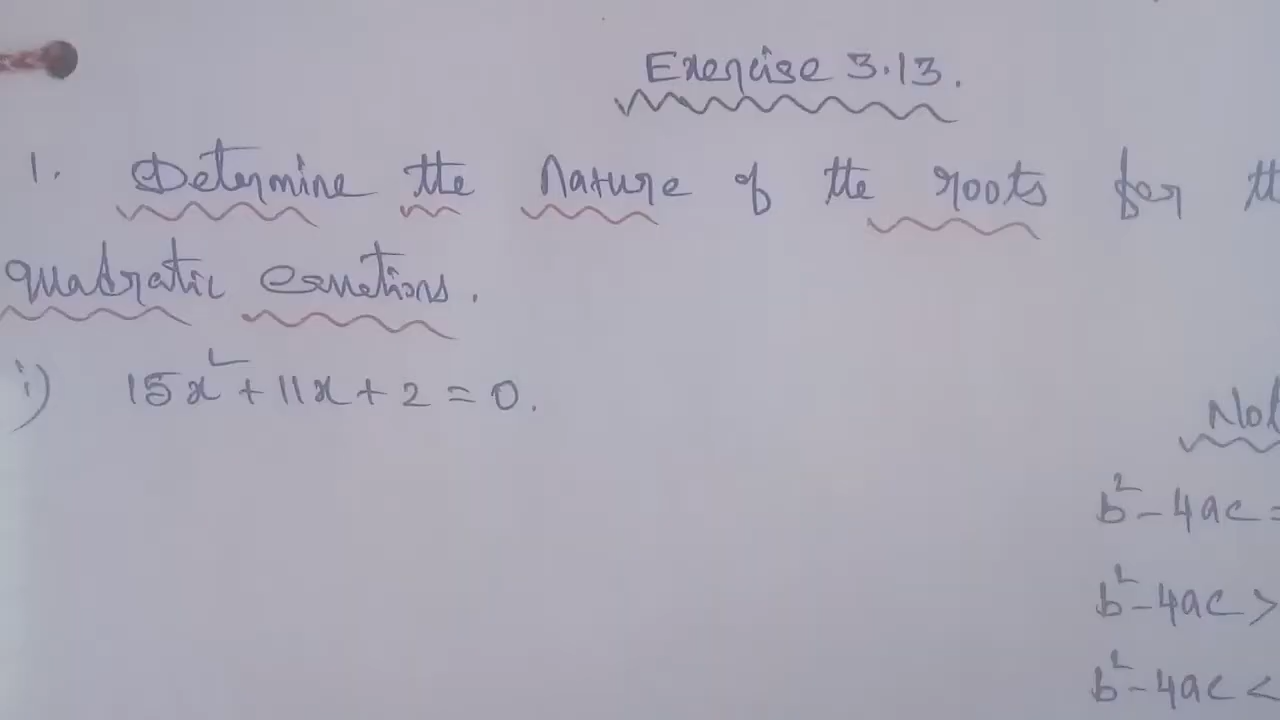 Exercise 3.13.
1. Determine the Nature of the roots for th
quadratic equations.
i) 15x² + 11x + 2 = 0.
Not
b² - 4ac =
b² - 4ac >
b² - 4ac <